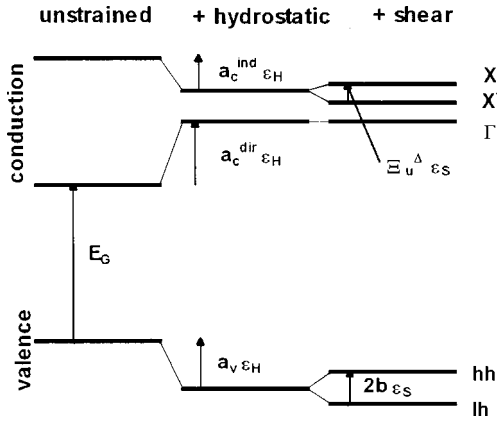 unstrained + hydrostatic + shear
conduction
valence
a_c^ind ε_H
a_c^dir ε_H
Ξ_u^Δ ε_S
X
X'
Γ
E_G
a_v ε_H
2b ε_S
hh
lh